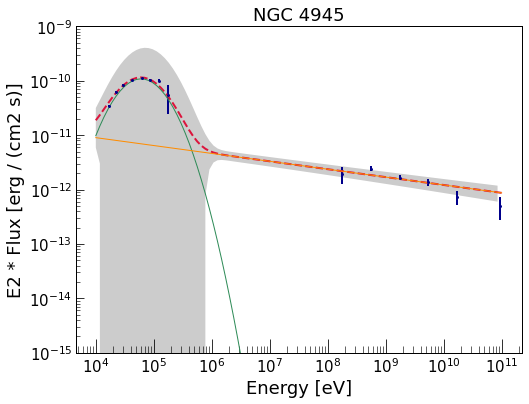 NGC 4945
E2 * Flux [erg / (cm2 s)]
10⁻⁹
10⁻¹⁰
10⁻¹¹
10⁻¹²
10⁻¹³
10⁻¹⁴
10⁻¹⁵
10⁴ 10⁵ 10⁶ 10⁷ 10⁸ 10⁹ 10¹⁰ 10¹¹
Energy [eV]